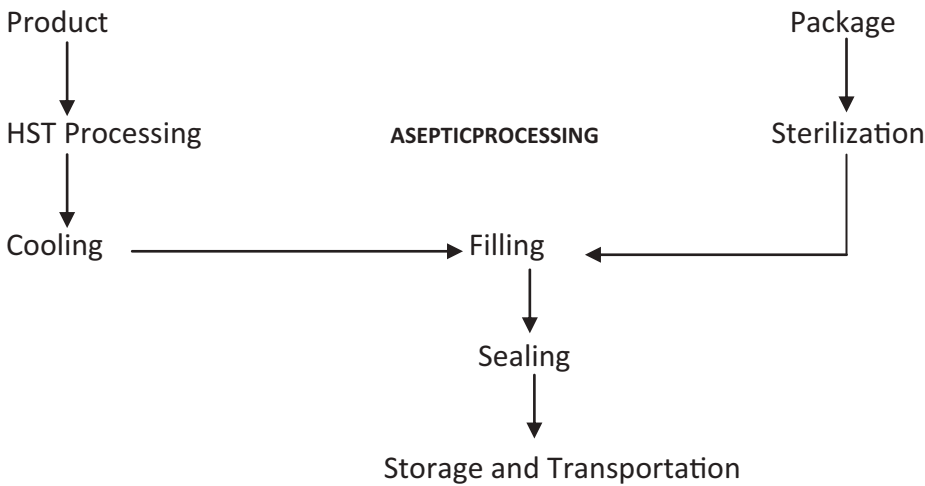 Product
Package
HST Processing
ASEPTICPROCESSING
Sterilization
Cooling
Filling
Sealing
Storage and Transportation